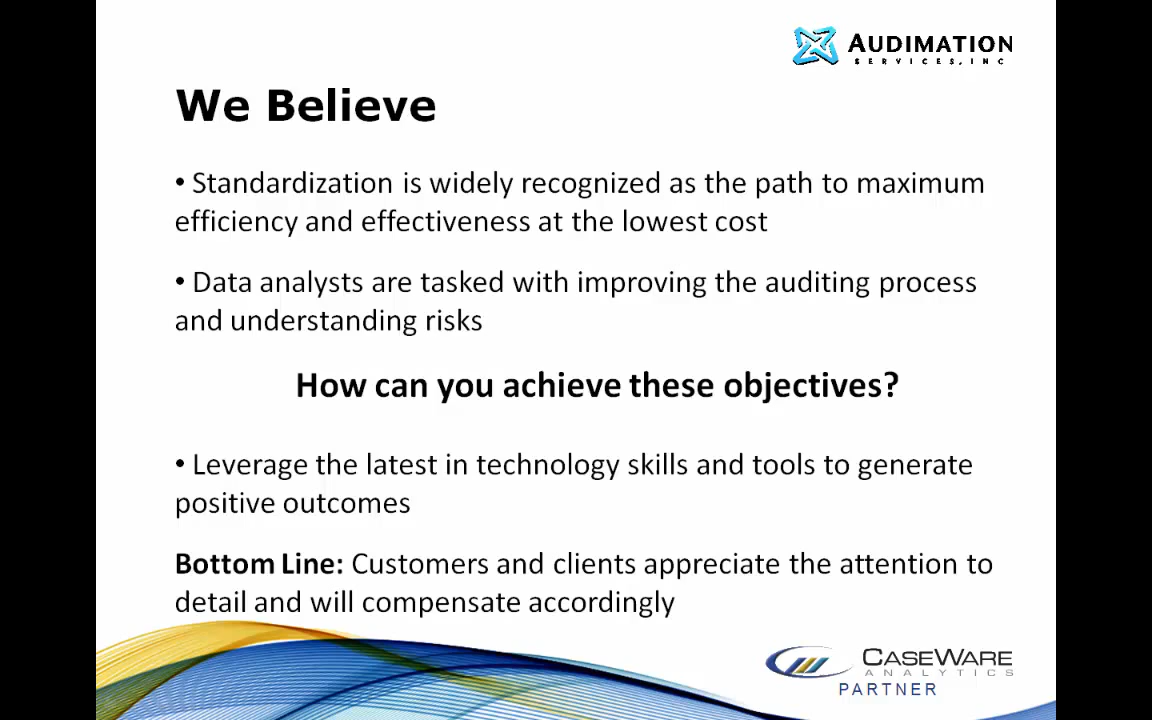 AUDIMATION
SERVICES, INC
We Believe
• Standardization is widely recognized as the path to maximum
efficiency and effectiveness at the lowest cost
• Data analysts are tasked with improving the auditing process
and understanding risks
How can you achieve these objectives?
• Leverage the latest in technology skills and tools to generate
positive outcomes
Bottom Line: Customers and clients appreciate the attention to
detail and will compensate accordingly
CASEWARE
ANALYTICS
PARTNER